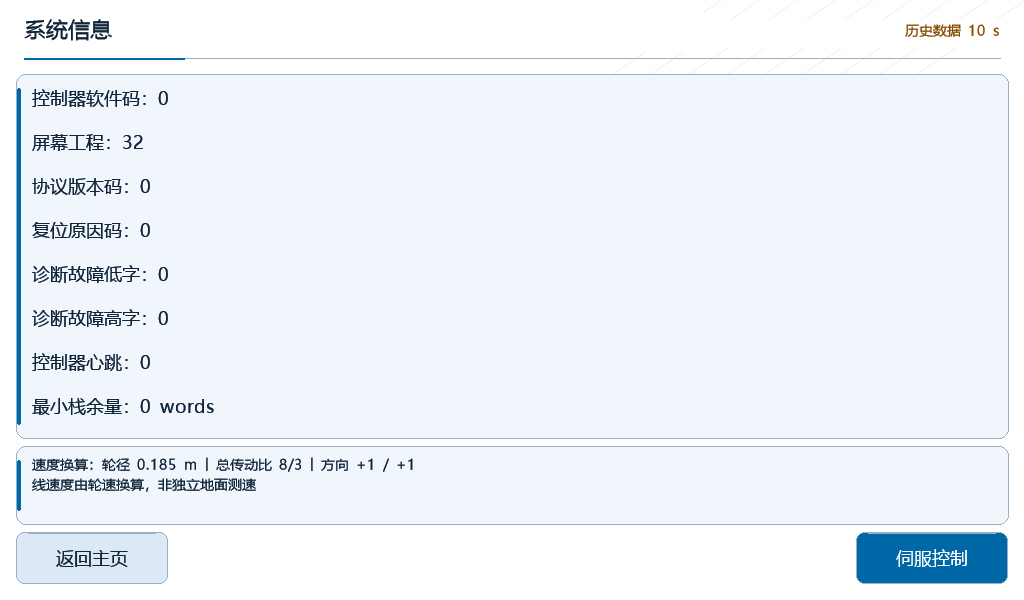 系统信息
历史数据 10 s
控制器软件码：0
屏幕工程：32
协议版本码：0
复位原因码：0
诊断故障低字：0
诊断故障高字：0
控制器心跳：0
最小栈余量：0 words
速度换算：轮径 0.185 m | 总传动比 8/3 | 方向 +1 / +1
线速度由轮速换算，非独立地面测速
返回主页
伺服控制